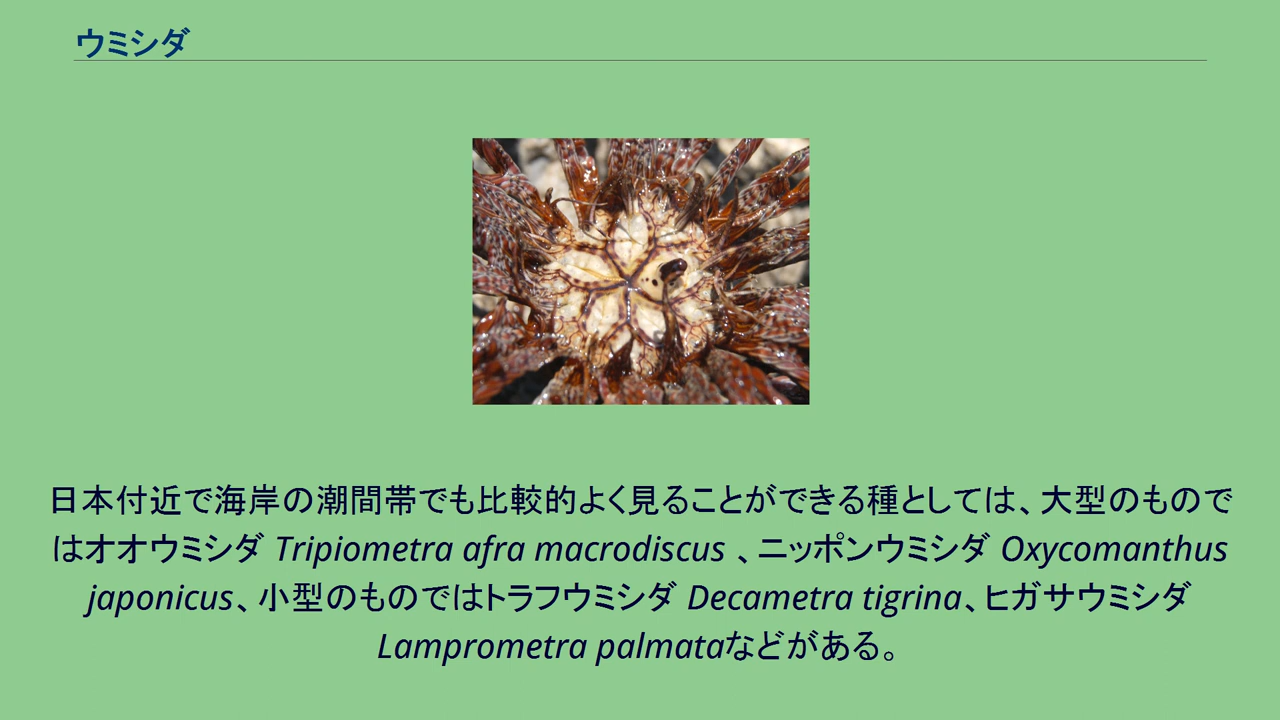 ウミシダ
日本付近で海岸の潮間帯でも比較的よく見ることができる種としては、大型のもので
はオオウミシダ Tripiometra afra macrodiscus 、ニッポンウミシダ Oxycomanthus
japonicus、小型のものではトラフウミシダ Decametra tigrina、ヒガサウミシダ
Lamprometra palmataなどがある。